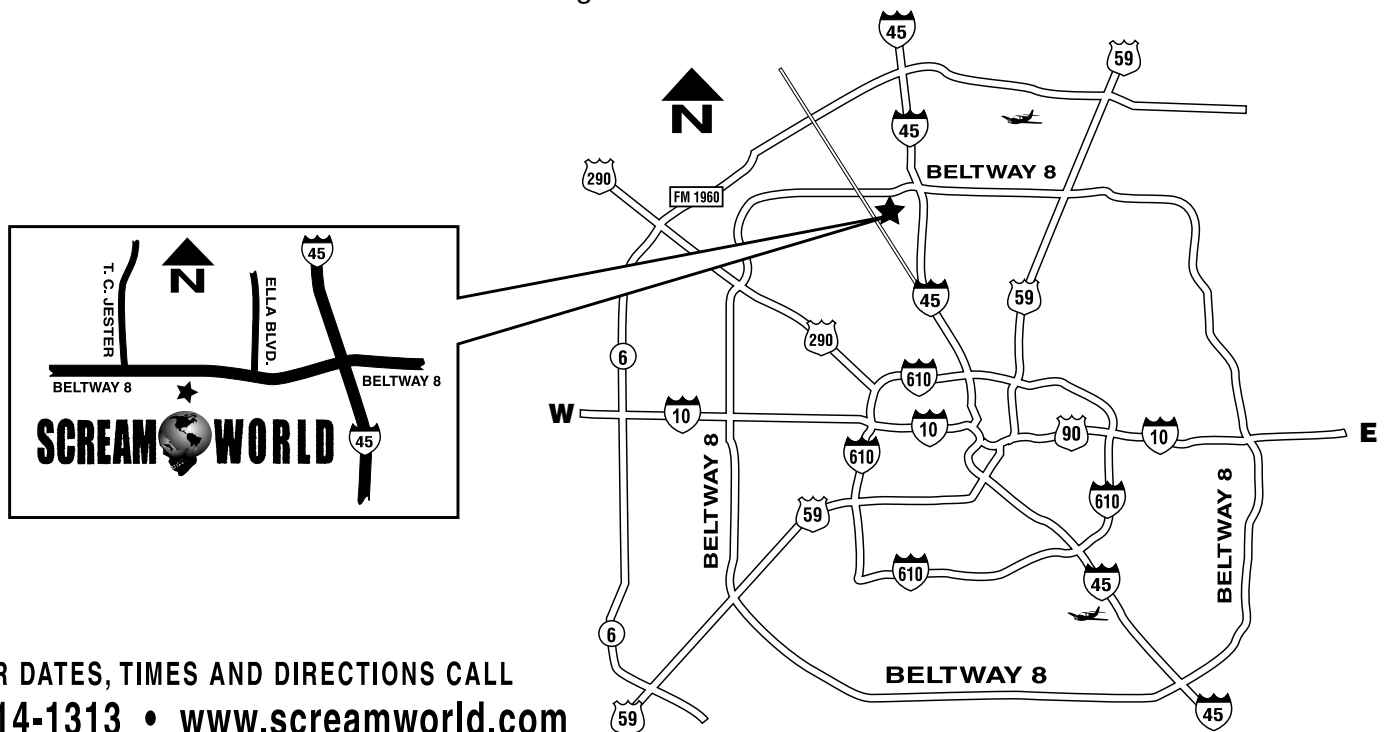 45
59
N
45
BELTWAY 8
290
FM 1960
45
N
T. C. JESTER
ELLA BLVD.
BELTWAY 8
BELTWAY 8
SCREAM WORLD
45
45
59
290
6
610
W
10
10
90
10
E
610
BELTWAY 8
59
610
BELTWAY 8
610
45
6
BELTWAY 8
59
45
DATES, TIMES AND DIRECTIONS CALL
14-1313 • www.screamworld.com